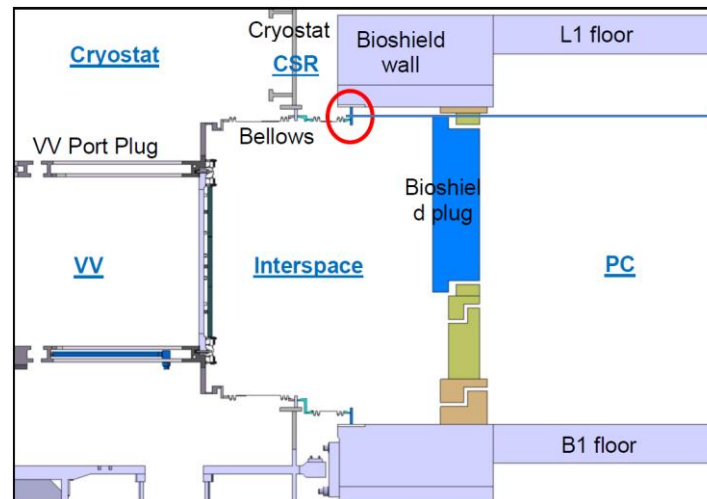 Cryostat
Cryostat
CSR
Bioshield
wall
L1 floor
VV Port Plug
Bellows
Bioshiel
d plug
VV
Interspace
PC
B1 floor